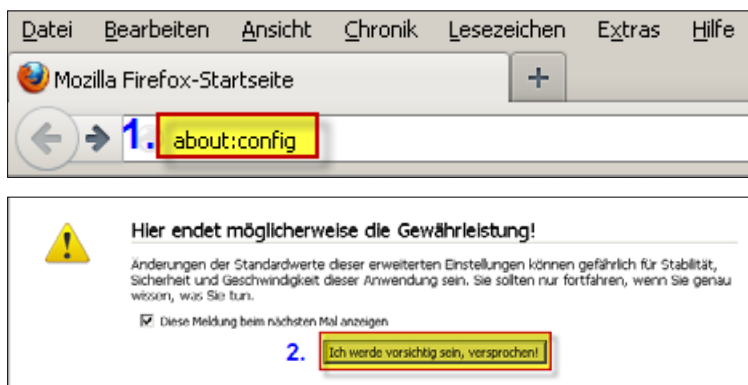 Datei Bearbeiten Ansicht Chronik Lesezeichen Extras Hilfe
Mozilla Firefox-Startseite +
1. about:config
Hier endet möglicherweise die Gewährleistung!
Änderungen der Standardwerte dieser erweiterten Einstellungen können gefährlich für Stabilität,
Sicherheit und Geschwindigkeit dieser Anwendung sein. Sie sollten nur fortfahren, wenn Sie genau
wissen, was Sie tun.
Diese Meldung beim nächsten Mal anzeigen
2. Ich werde vorsichtig sein, versprochen!